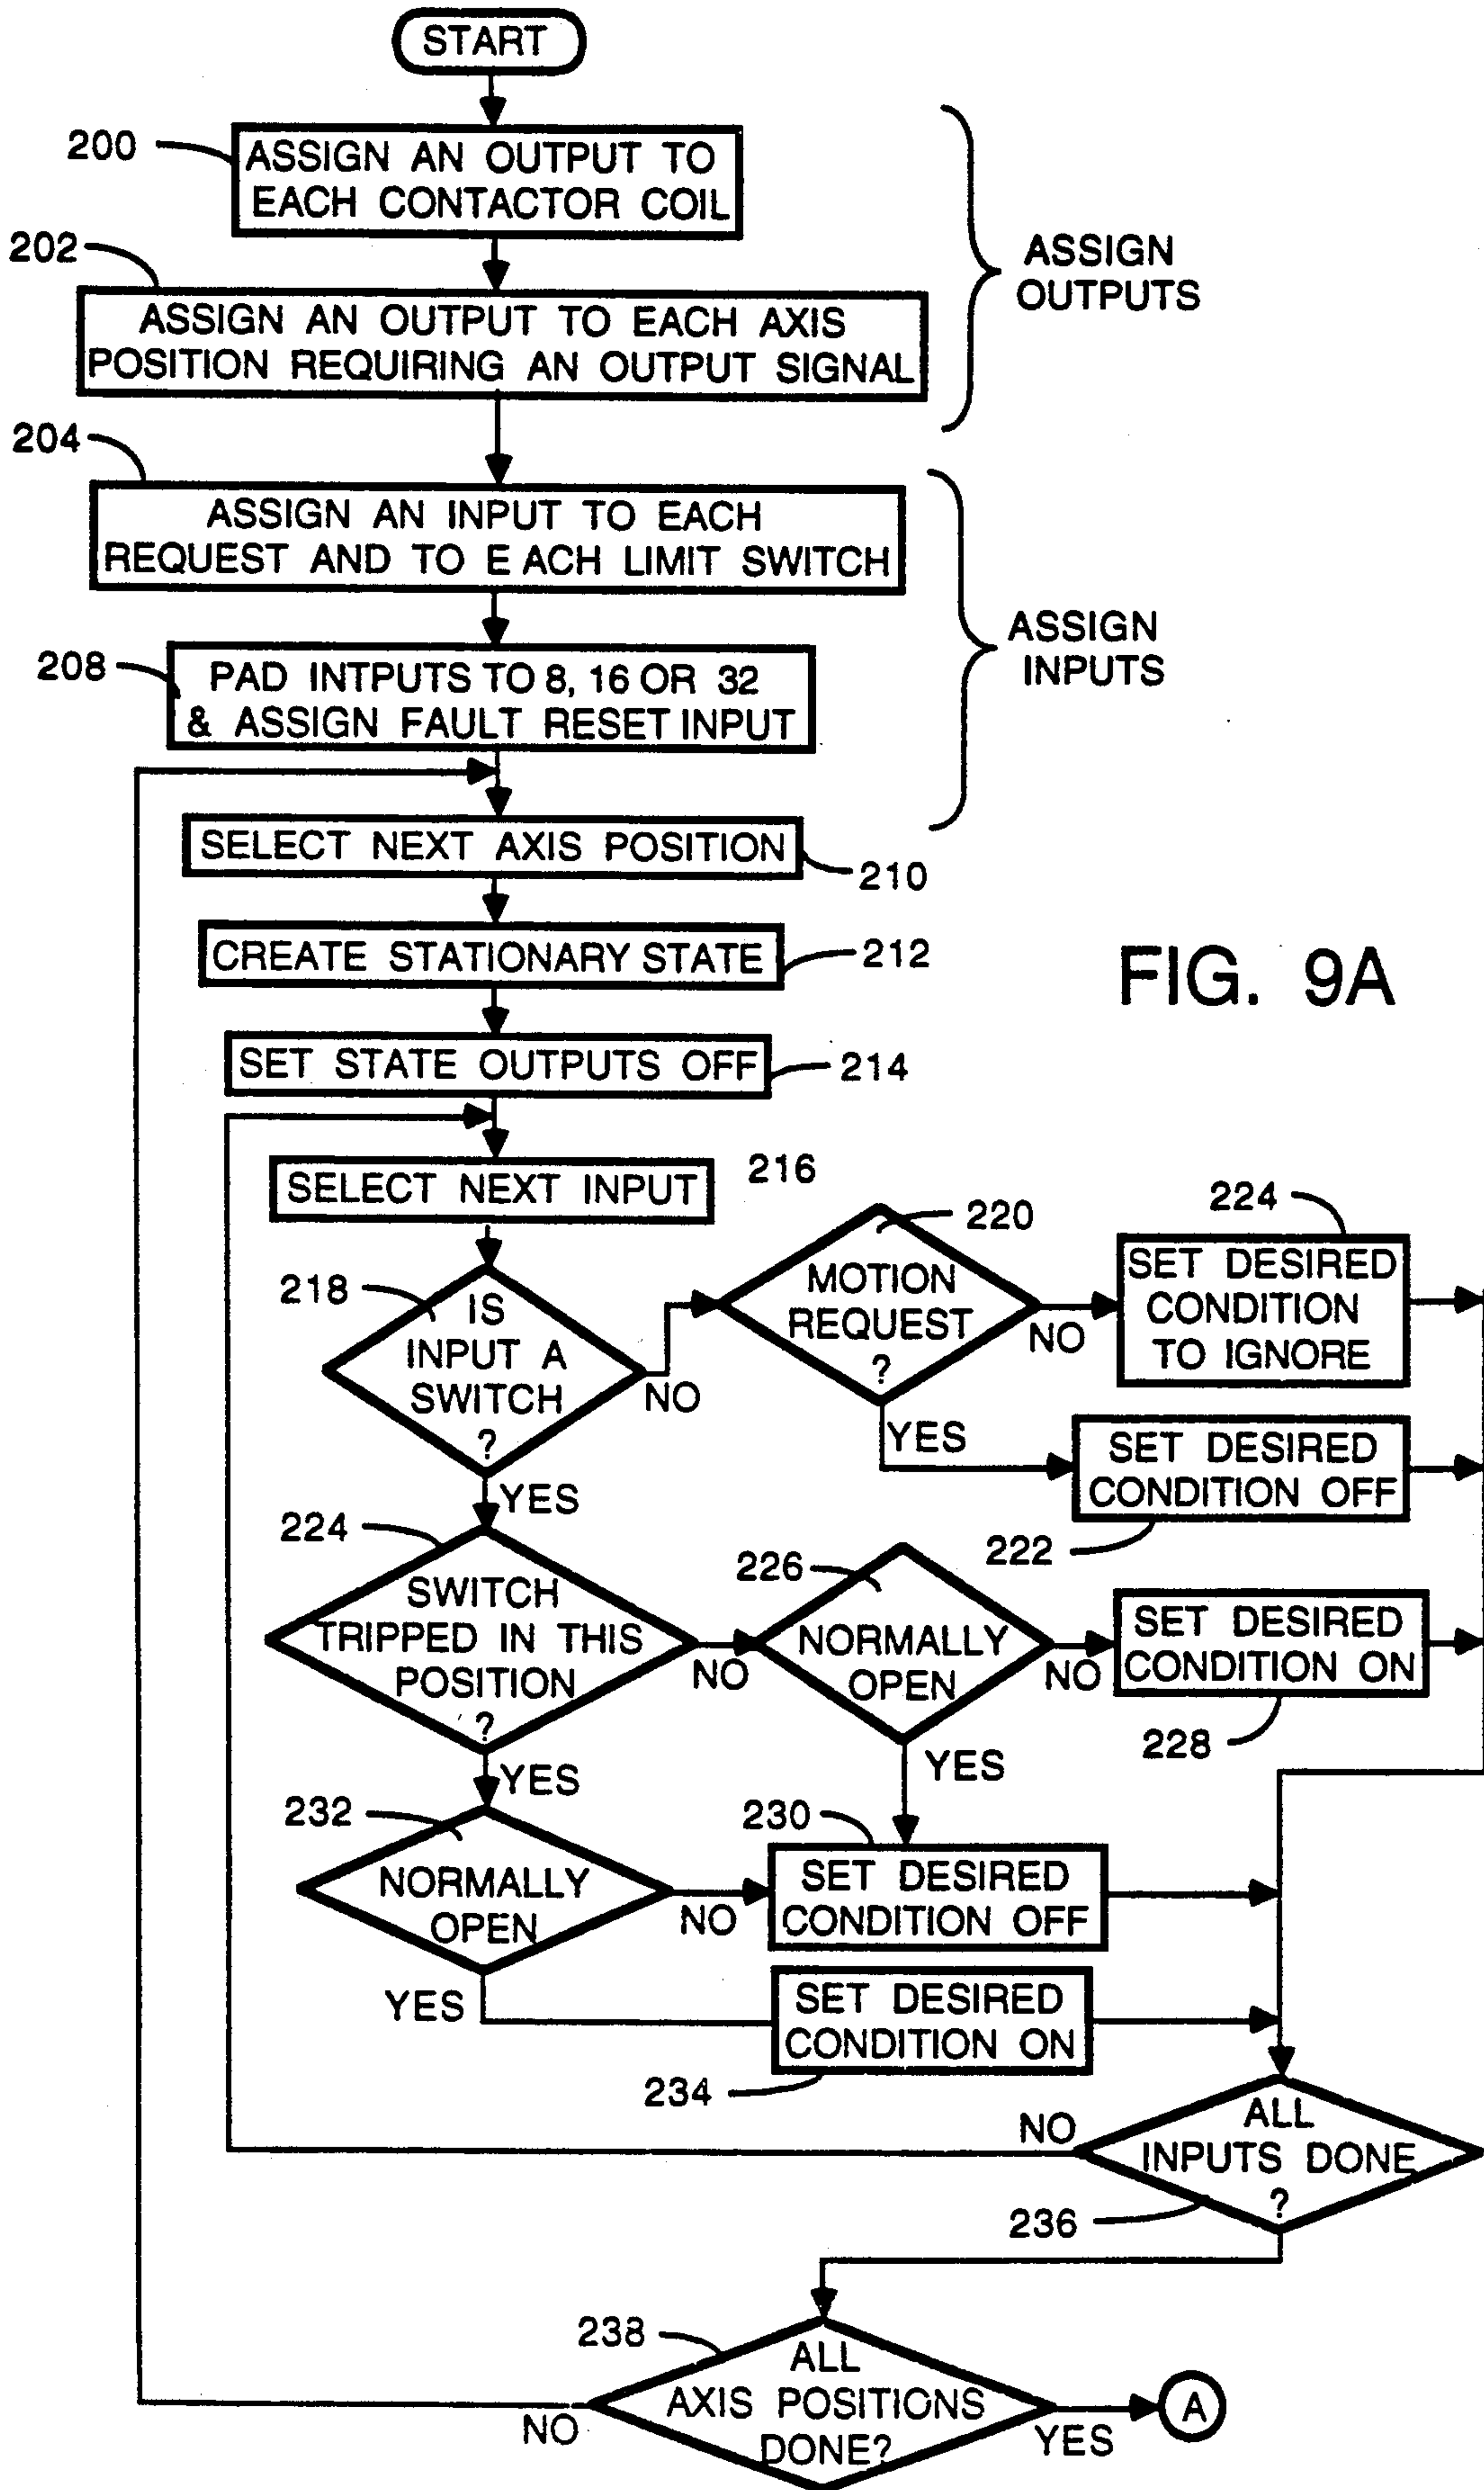 START
200
ASSIGN AN OUTPUT TO
EACH CONTACTOR COIL
202
ASSIGN AN OUTPUT TO EACH AXIS
POSITION REQUIRING AN OUTPUT SIGNAL
ASSIGN
OUTPUTS
204
ASSIGN AN INPUT TO EACH
REQUEST AND TO E ACH LIMIT SWITCH
208
PAD INTPUTS TO 8, 16 OR 32
& ASSIGN FAULT RESET INPUT
ASSIGN
INPUTS
SELECT NEXT AXIS POSITION
210
CREATE STATIONARY STATE
212
FIG. 9A
SET STATE OUTPUTS OFF
214
SELECT NEXT INPUT
216
218
IS
INPUT A
SWITCH
?
NO
YES
220
MOTION
REQUEST
?
NO
YES
224
SET DESIRED
CONDITION
TO IGNORE
SET DESIRED
CONDITION OFF
222
224
SWITCH
TRIPPED IN THIS
POSITION
?
NO
YES
226
NORMALLY
OPEN
NO
YES
SET DESIRED
CONDITION ON
228
232
NORMALLY
OPEN
NO
YES
230
SET DESIRED
CONDITION OFF
SET DESIRED
CONDITION ON
234
NO
ALL
INPUTS DONE
?
236
238
ALL
AXIS POSITIONS
DONE?
NO
YES
A